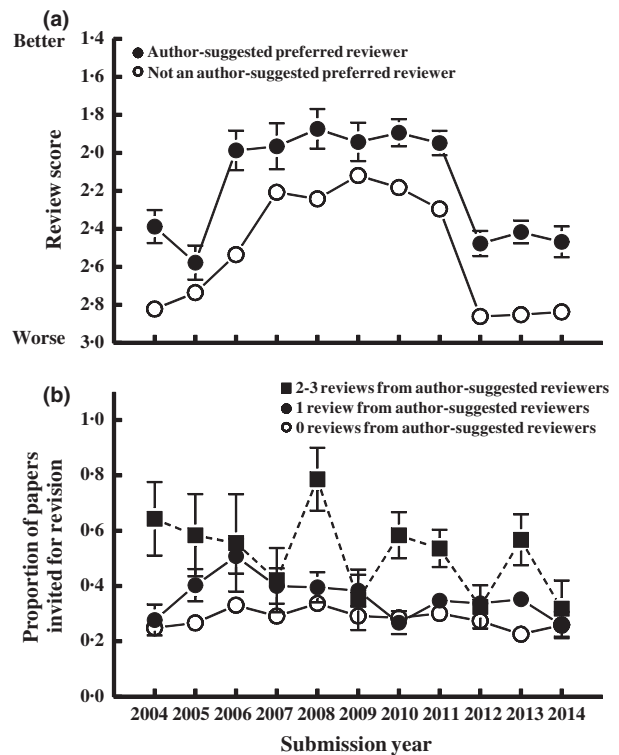 (a)
Better
1·4
1·6
1·8
2·0
2·2
2·4
2·6
2·8
3·0
Worse
Review score
Author-suggested preferred reviewer
Not an author-suggested preferred reviewer
(b)
2-3 reviews from author-suggested reviewers
1 review from author-suggested reviewers
0 reviews from author-suggested reviewers
1·0
0·8
0·6
0·4
0·2
0·0
Proportion of papers
invited for revision
2004 2005 2006 2007 2008 2009 2010 2011 2012 2013 2014
Submission year